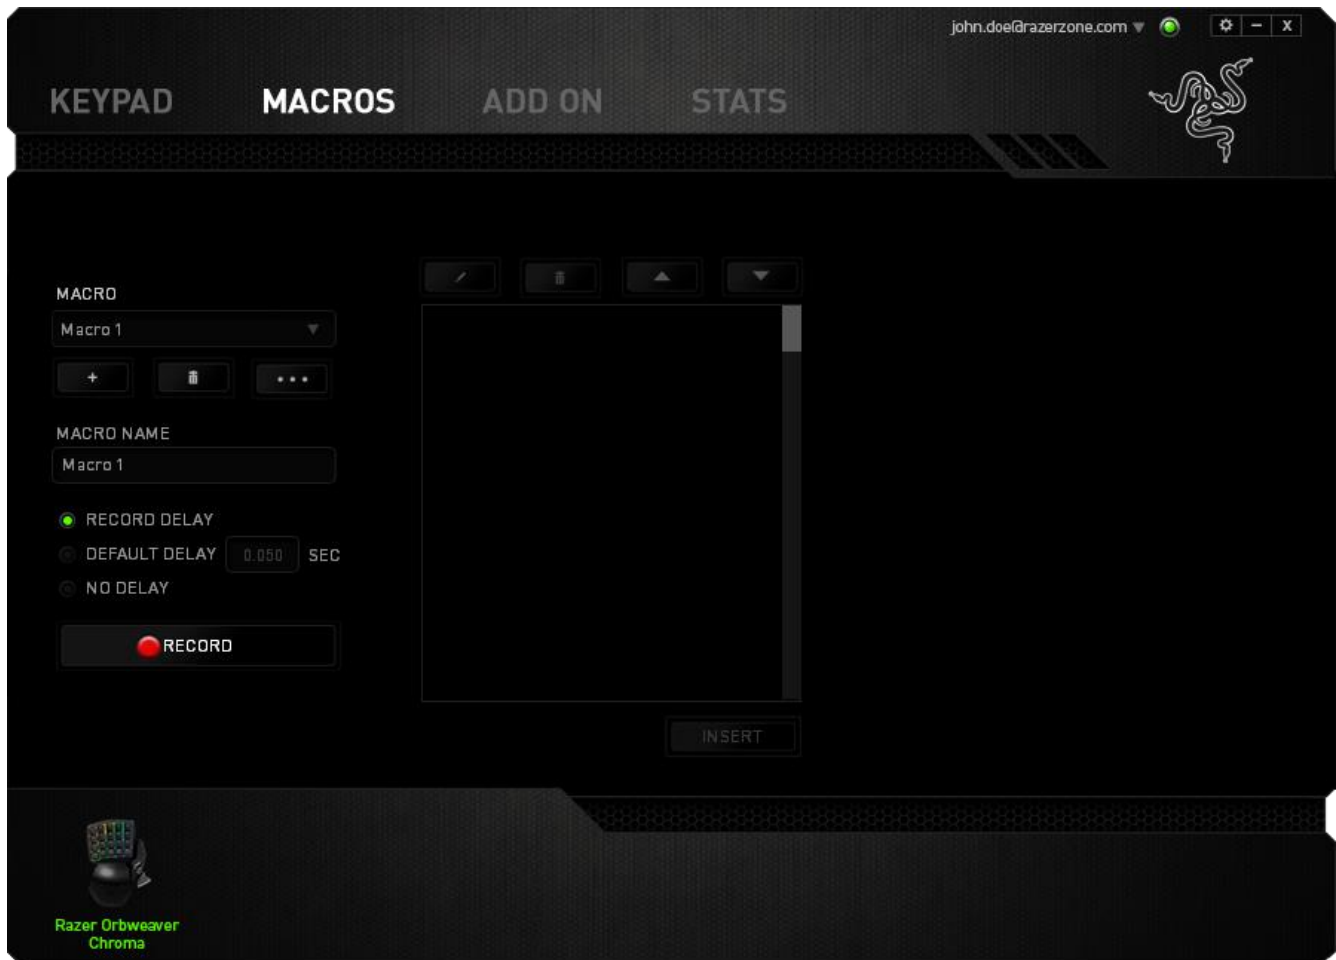 john.doe@razerzone.com
KEYPAD MACROS ADD ON STATS
MACRO
Macro 1
MACRO NAME
Macro 1
RECORD DELAY
DEFAULT DELAY 0.050 SEC
NO DELAY
RECORD
INSERT
Razer Orbweaver
Chroma